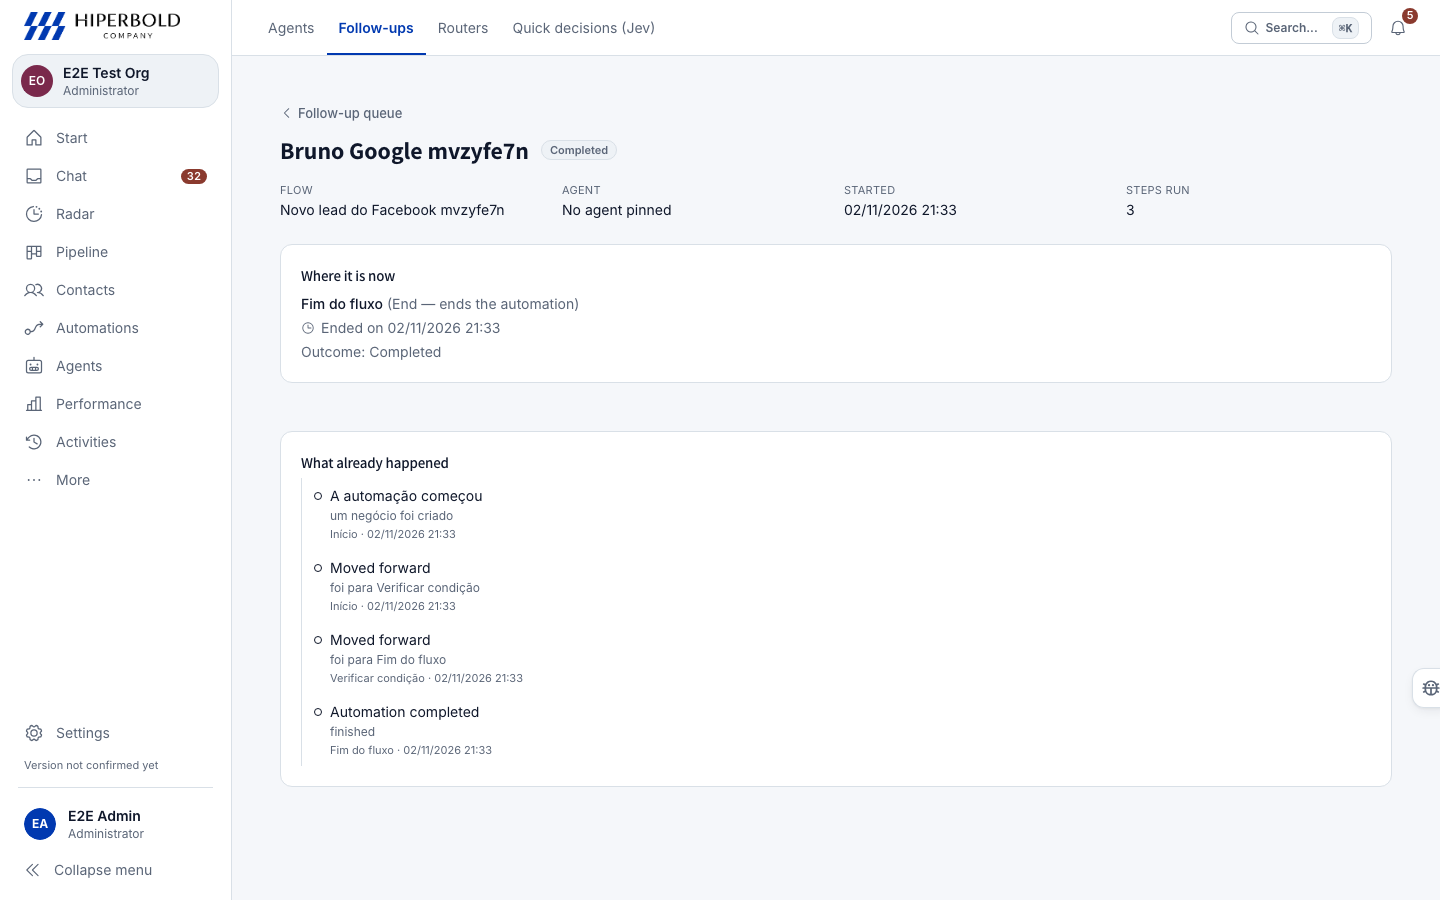 HIPERBOLD
COMPANY
EO
E2E Test Org
Administrator
Start
Chat
32
Radar
Pipeline
Contacts
Automations
Agents
Performance
Activities
More
Settings
Version not confirmed yet
EA
E2E Admin
Administrator
Collapse menu
Agents
Follow-ups
Routers
Quick decisions (Jev)
Search...
⌘K
5
Follow-up queue
Bruno Google mvzyfe7n
Completed
FLOW
Novo lead do Facebook mvzyfe7n
AGENT
No agent pinned
STARTED
02/11/2026 21:33
STEPS RUN
3
Where it is now
Fim do fluxo (End — ends the automation)
Ended on 02/11/2026 21:33
Outcome: Completed
What already happened
A automação começou
um negócio foi criado
Início · 02/11/2026 21:33
Moved forward
foi para Verificar condição
Início · 02/11/2026 21:33
Moved forward
foi para Fim do fluxo
Verificar condição · 02/11/2026 21:33
Automation completed
finished
Fim do fluxo · 02/11/2026 21:33